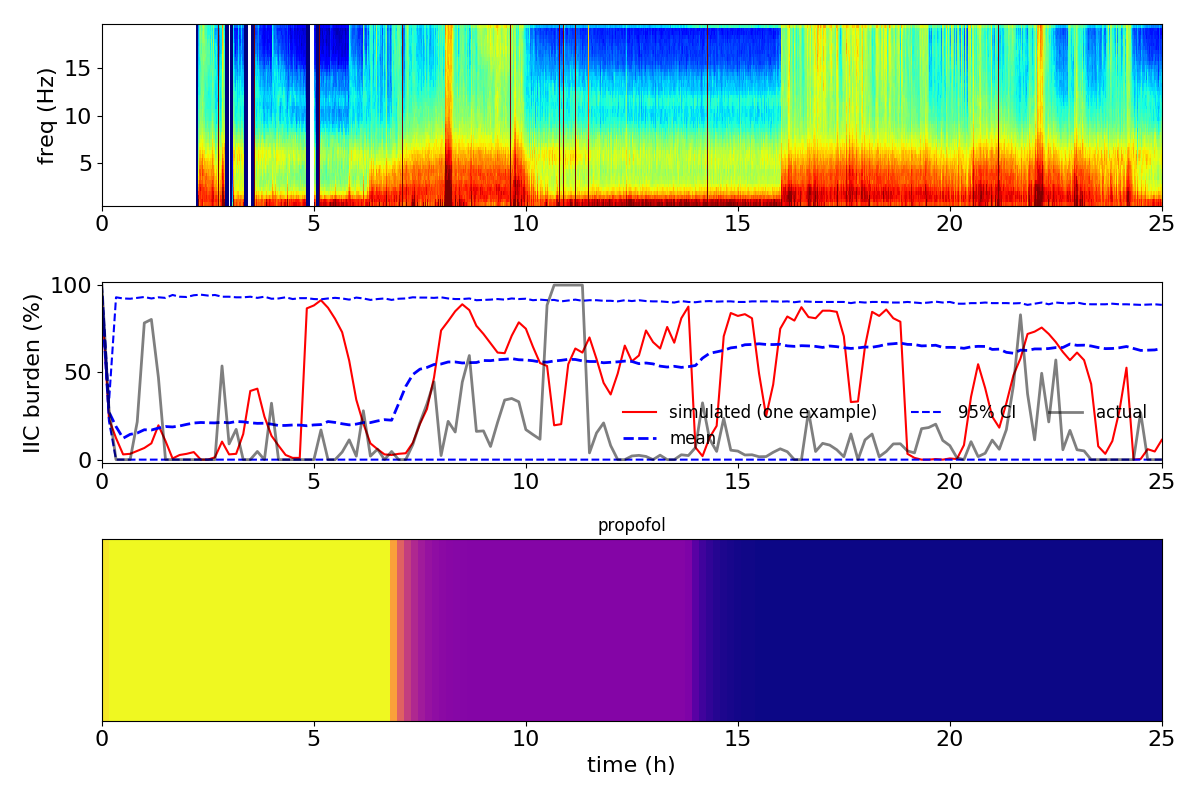 freq (Hz)
15
10
5
0 5 10 15 20 25
IIC burden (%)
100
50
0
simulated (one example) 95% CI actual
mean
0 5 10 15 20 25
propofol
0 5 10 15 20 25
time (h)